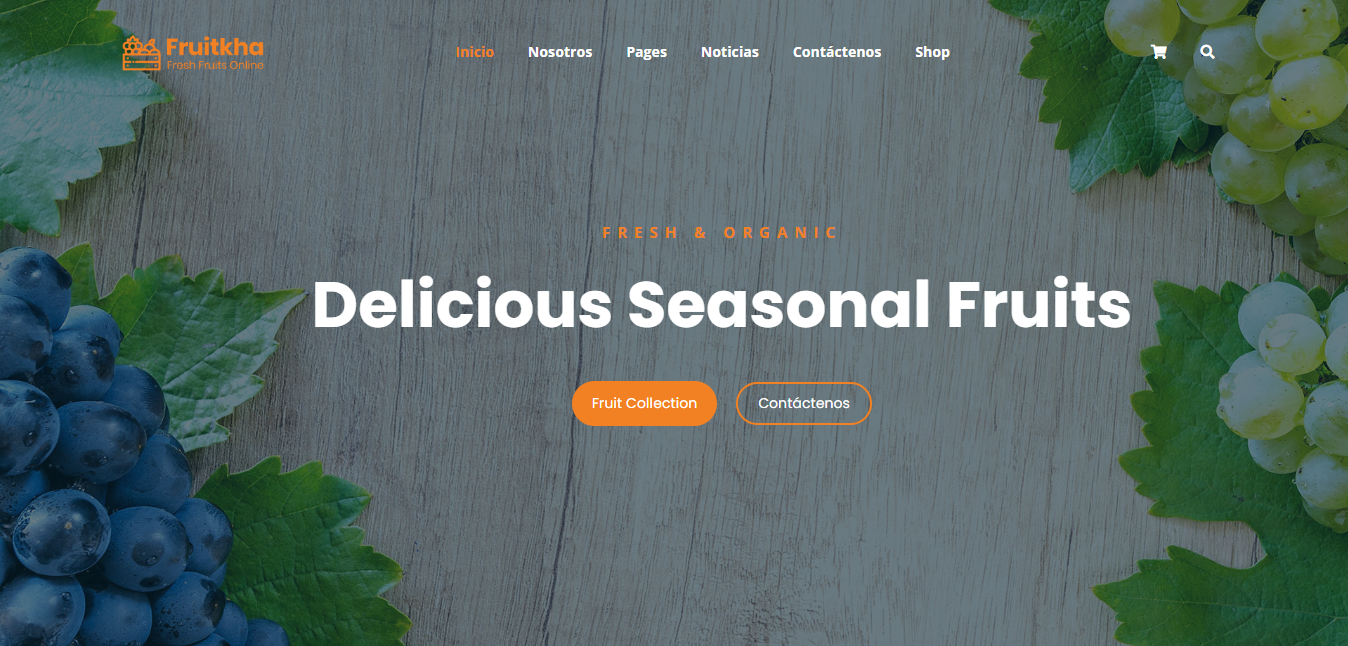 Fruitkha
Fresh Fruits Online
Inicio Nosotros Pages Noticias Contáctenos Shop
FRESH & ORGANIC
Delicious Seasonal Fruits
Fruit Collection Contáctenos